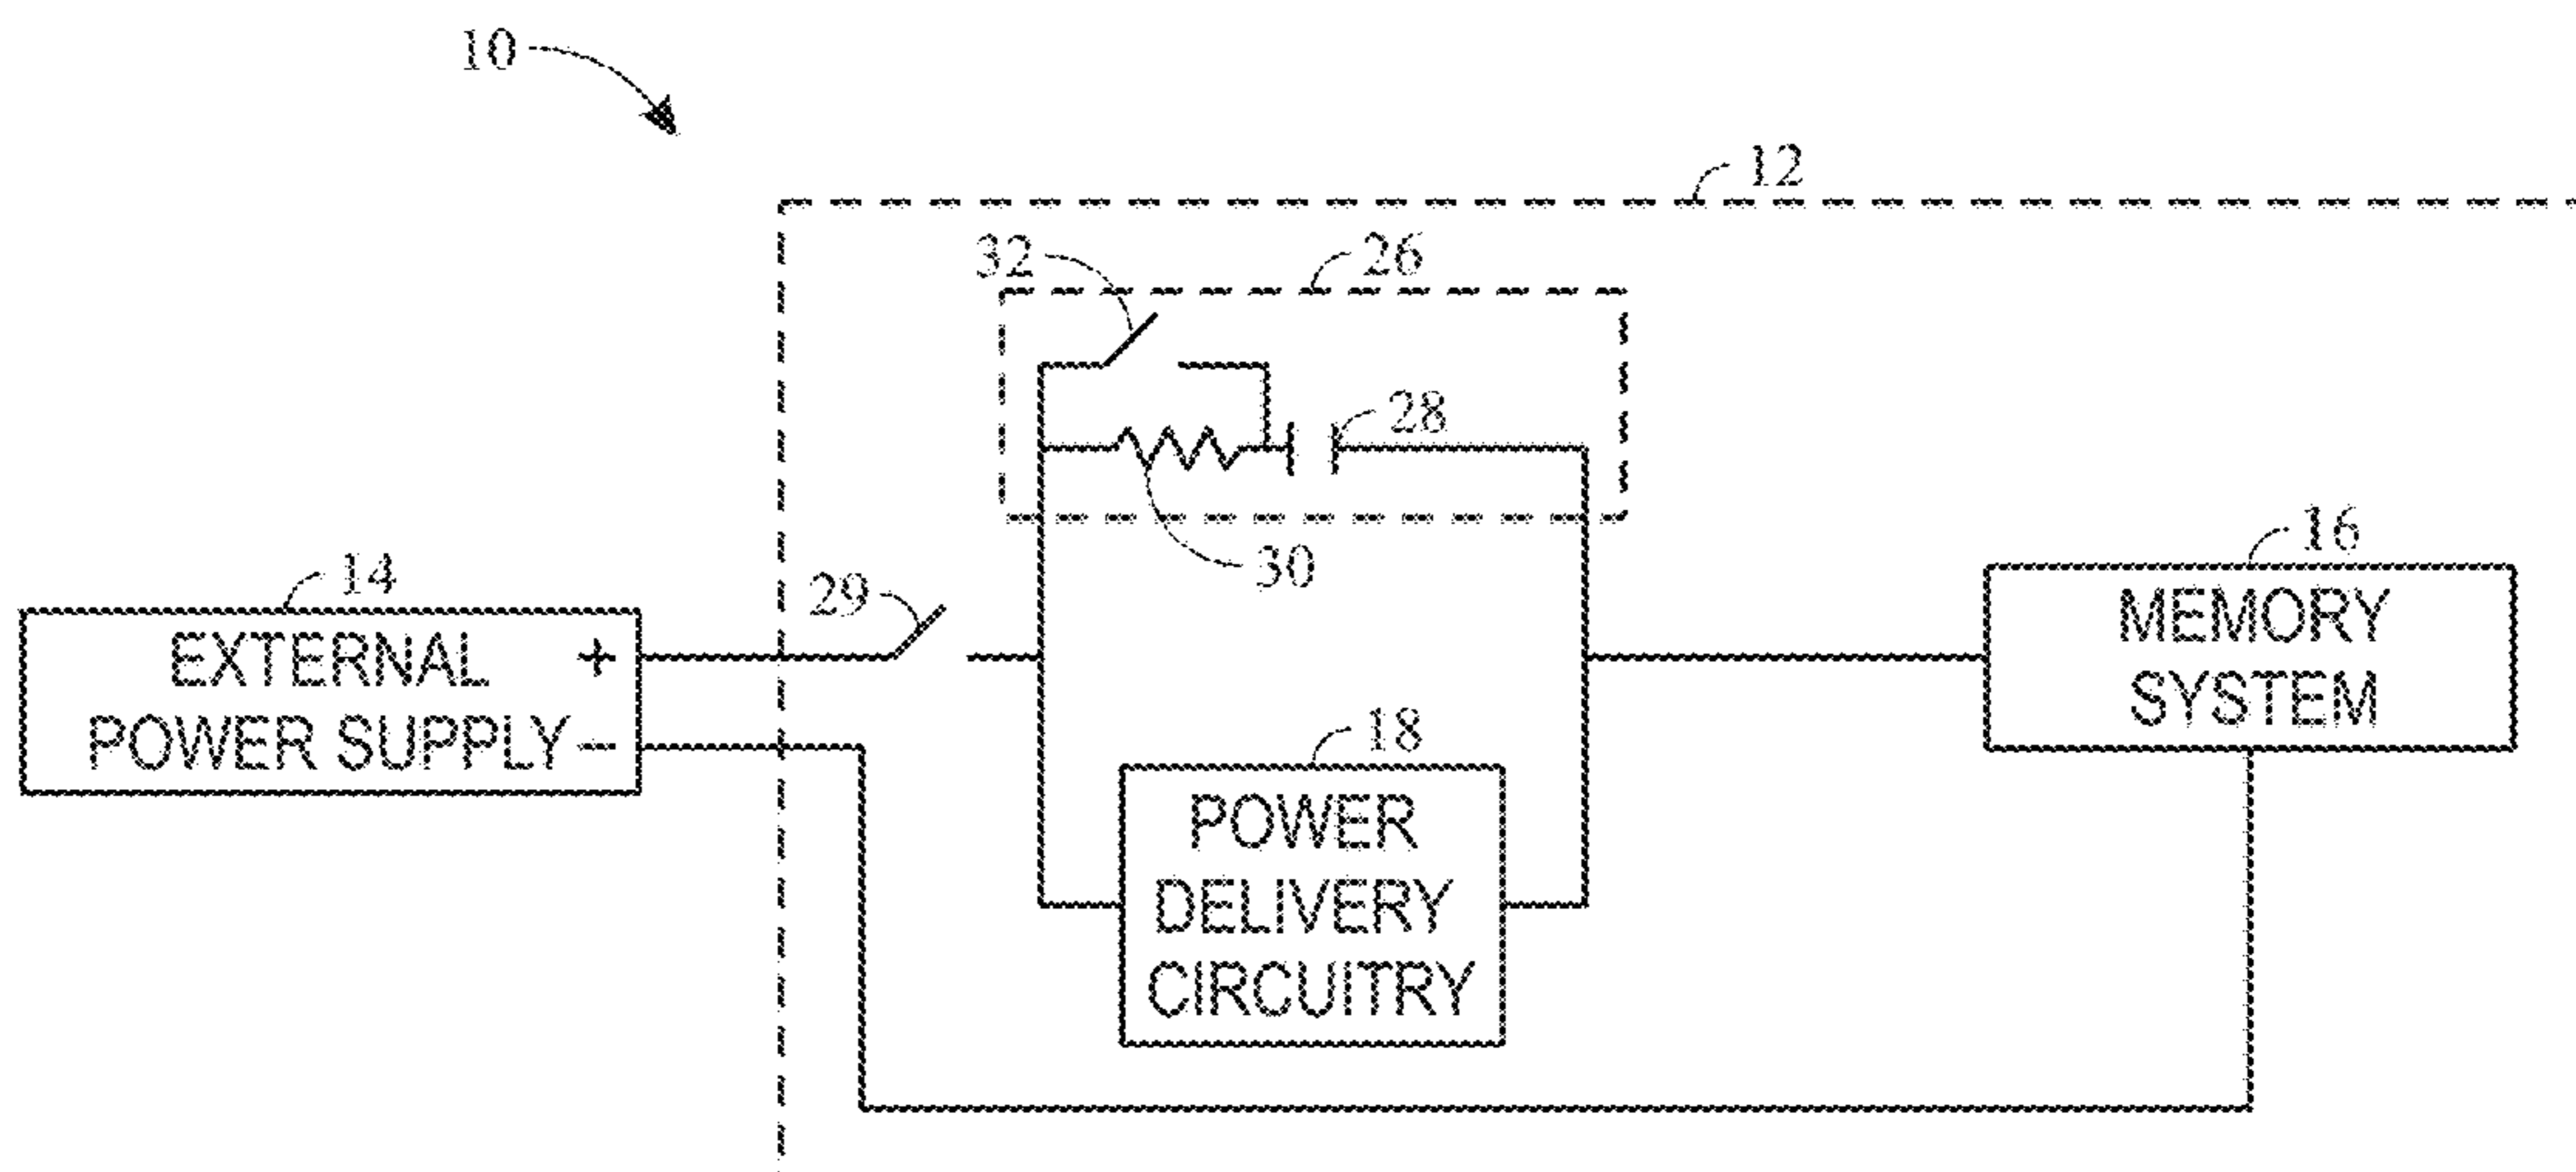 10
12
32
26
28
30
16
14
29
EXTERNAL +
POWER SUPPLY −
MEMORY
SYSTEM
18
POWER
DELIVERY
CIRCUITRY